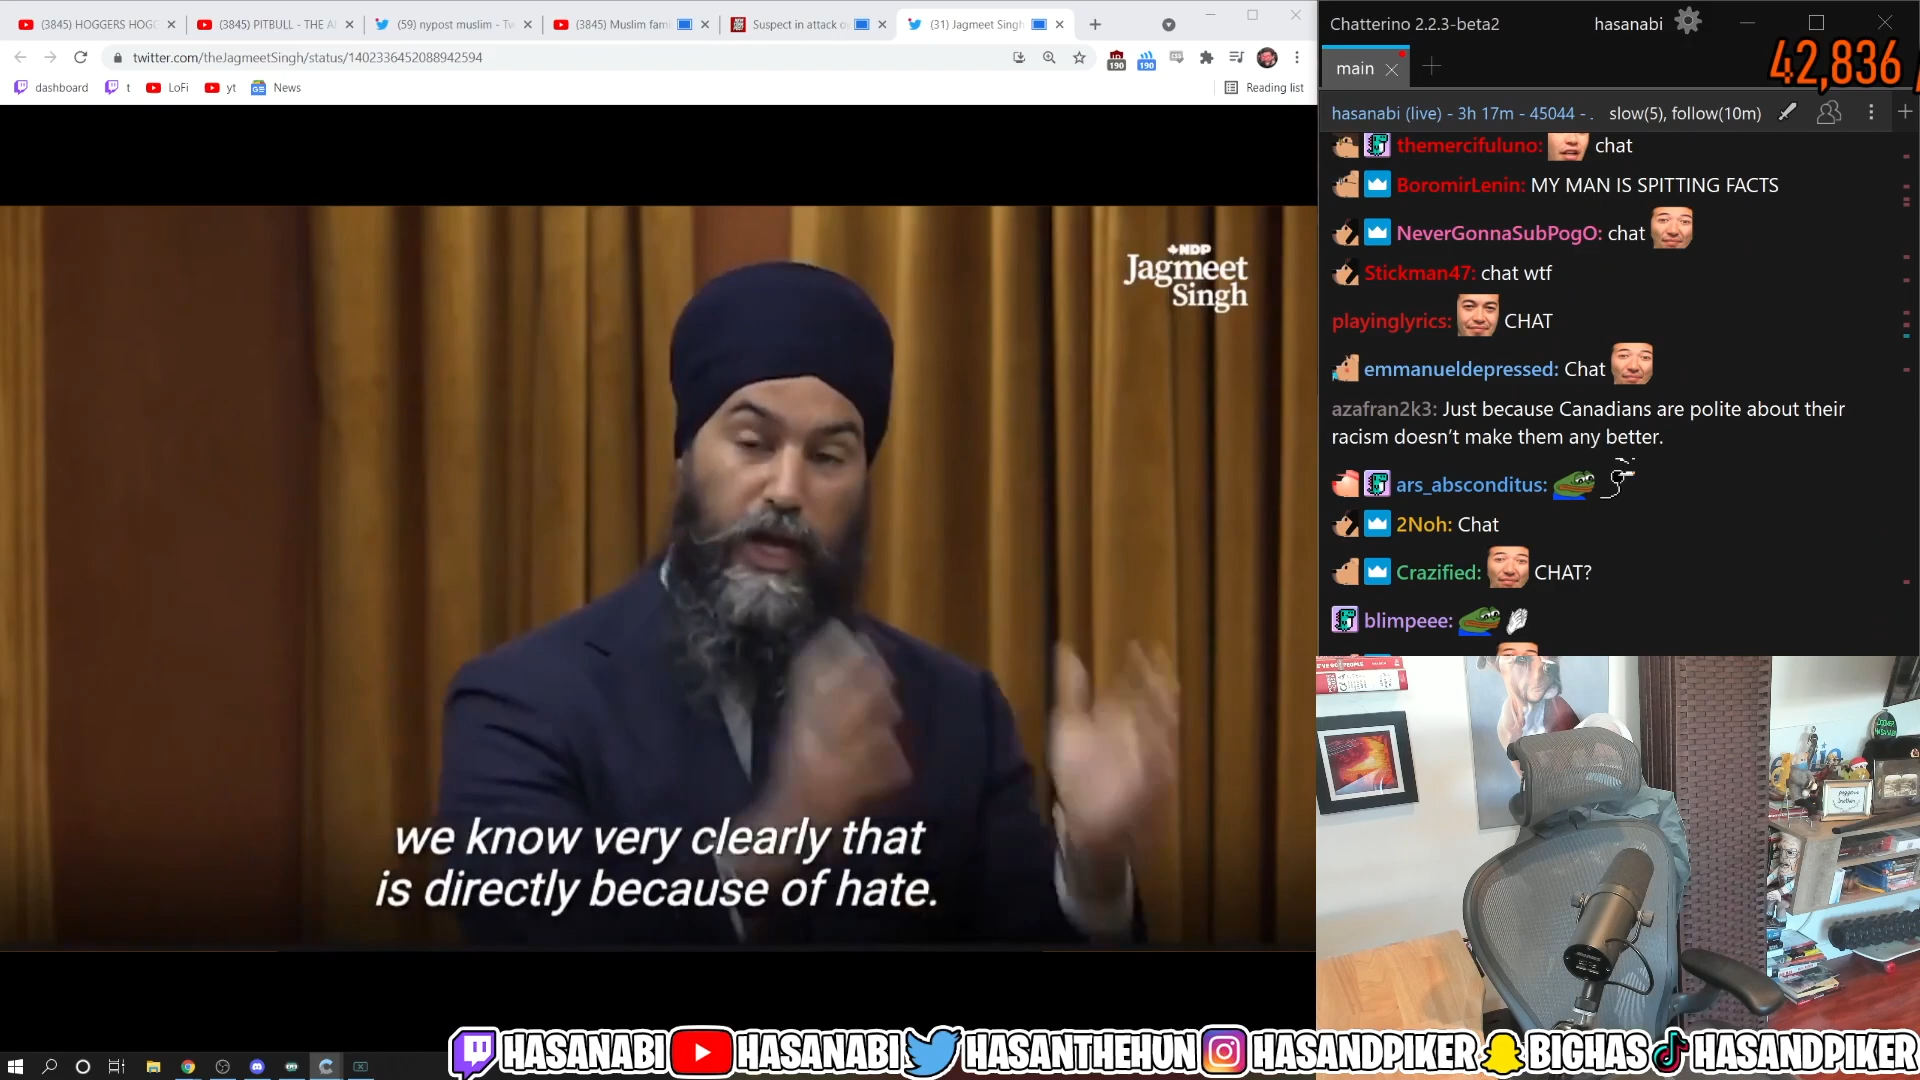 (3845) HOGGERS HOGC
(3845) PITBULL - THE A
(59) nypost muslim - Tw
(3845) Muslim fami
Suspect in attack o
(31) Jagmeet Singh
twitter.com/theJagmeetSingh/status/1402336452088942594
190
190
dashboard
t
LoFi
yt
News
Reading list
NDP
Jagmeet
Singh
we know very clearly that
is directly because of hate.
Chatterino 2.2.3-beta2
hasanabi
42,836
main
hasanabi (live) - 3h 17m - 45044 - .
slow(5), follow(10m)
themercifuluno: chat
BoromirLenin: MY MAN IS SPITTING FACTS
NeverGonnaSubPogO: chat
Stickman47: chat wtf
playinglyrics: CHAT
emmanueldepressed: Chat
azafran2k3: Just because Canadians are polite about their
racism doesn't make them any better.
ars_absconditus:
2Noh: Chat
Crazified: CHAT?
blimpeee:
HASANABI
HASANABI
HASANTHEHUN
HASANDPIKER
BIGHAS
HASANDPIKER